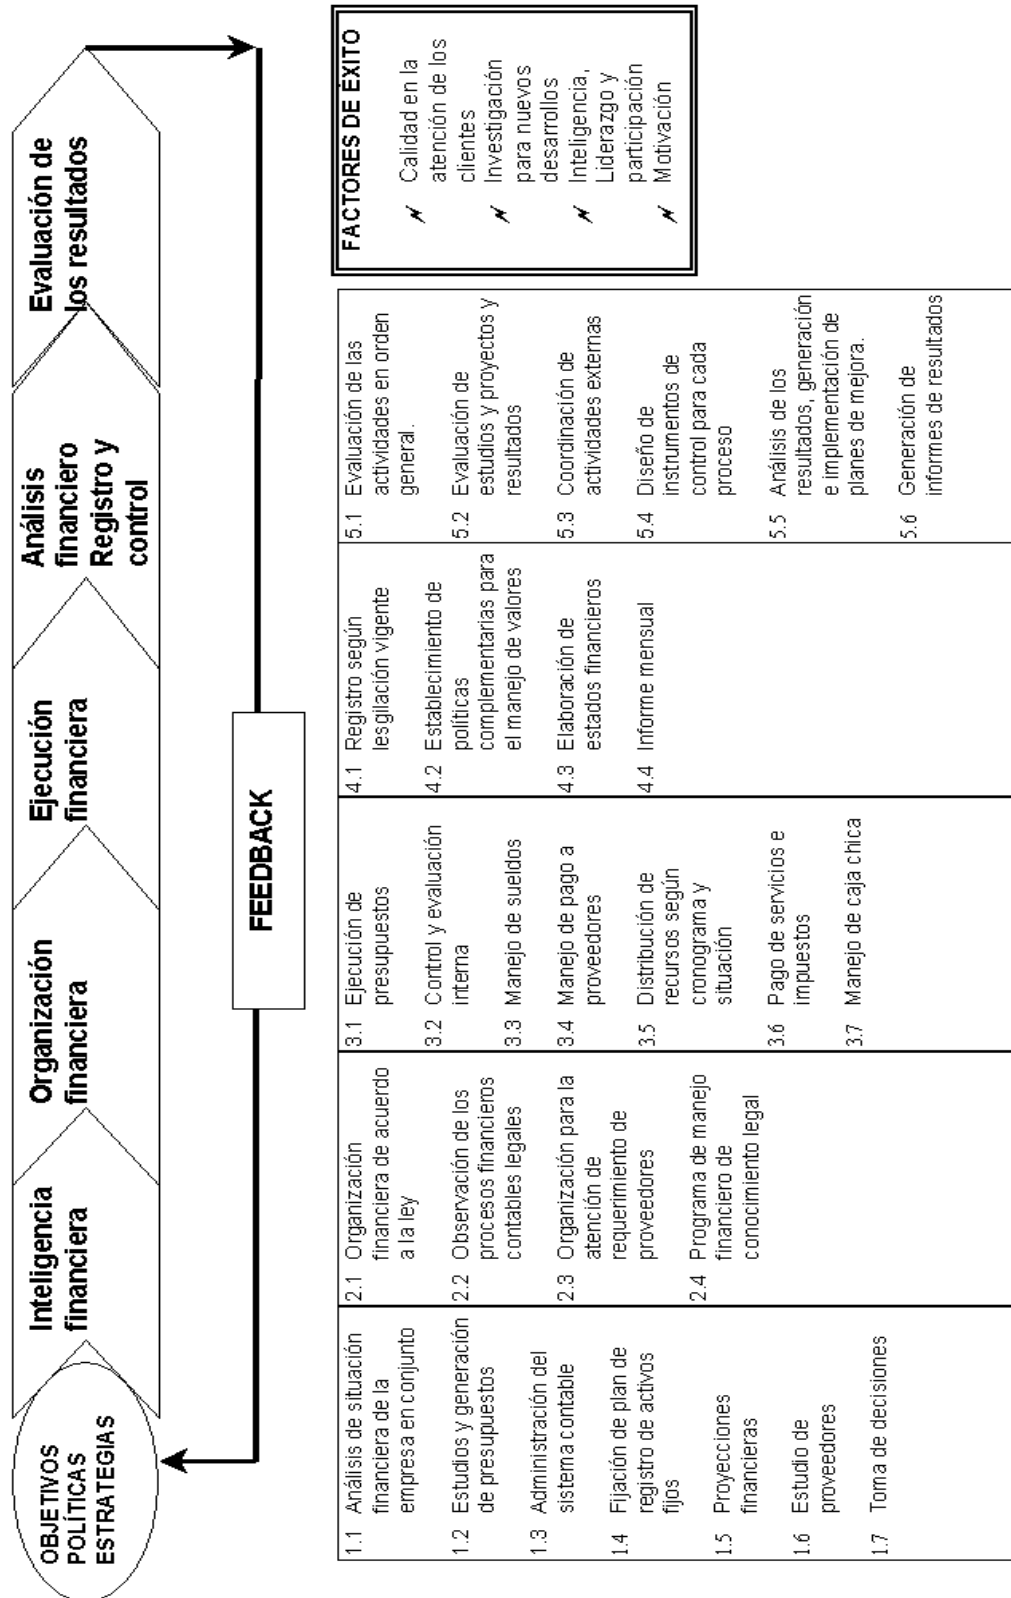 OBJETIVOS
POLÍTICAS
ESTRATEGIAS
Inteligencia
financiera
Organización
financiera
Ejecución
financiera
Análisis
financiero
Registro y
control
Evaluación de
los resultados
FEEDBACK
1.1 Análisis de situación
financiera de la
empresa en conjunto
1.2 Estudios y generación
de presupuestos
1.3 Administración del
sistema contable
1.4 Fijación de plan de
registro de activos
fijos
1.5 Proyecciones
financieras
1.6 Estudio de
proveedores
1.7 Toma de decisiones
2.1 Organización
financiera de acuerdo
a la ley
2.2 Observación de los
procesos financieros
contables legales
2.3 Organización para la
atención de
requerimiento de
proveedores
2.4 Programa de manejo
financiero de
conocimiento legal
3.1 Ejecución de
presupuestos
3.2 Control y evaluación
interna
3.3 Manejo de sueldos
3.4 Manejo de pago a
proveedores
3.5 Distribución de
recursos según
cronograma y
situación
3.6 Pago de servicios e
impuestos
3.7 Manejo de caja chica
4.1 Registro según
lesgilación vigente
4.2 Establecimiento de
políticas
complementarias para
el manejo de valores
4.3 Elaboración de
estados financieros
4.4 Informe mensual
5.1 Evaluación de las
actividades en orden
general.
5.2 Evaluación de
estudios y proyectos y
resultados
5.3 Coordinación de
actividades externas
5.4 Diseño de
instrumentos de
control para cada
proceso
5.5 Análisis de los
resultados, generación
e implementación de
planes de mejora.
5.6 Generación de
informes de resultados
FACTORES DE ÉXITO
Calidad en la
atención de los
clientes
Investigación
para nuevos
desarrollos
Inteligencia,
Liderazgo y
participación
Motivación